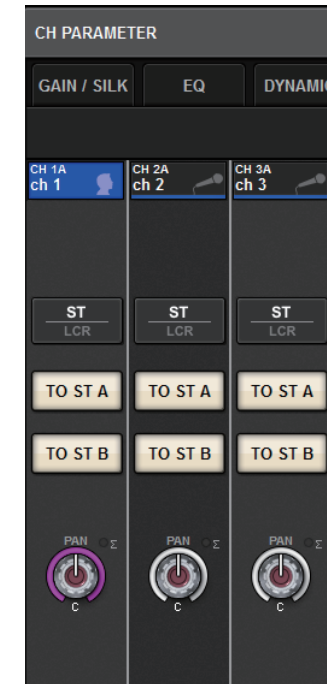 CH PARAMETER
GAIN / SILK EQ DYNAMI
CH 1A CH 2A CH 3A
ch 1 ch 2 ch 3
ST ST ST
LCR LCR LCR
TO ST A TO ST A TO ST A
TO ST B TO ST B TO ST B
PAN Σ PAN Σ PAN Σ
C C C